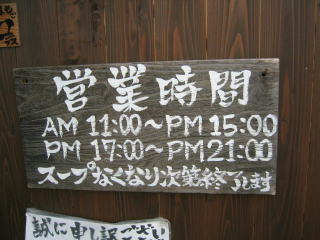 営業時間
AM 11:00～PM 15:00
PM 17:00～PM 21:00
スープなくなり次第終了します
誠に申し訳ござい